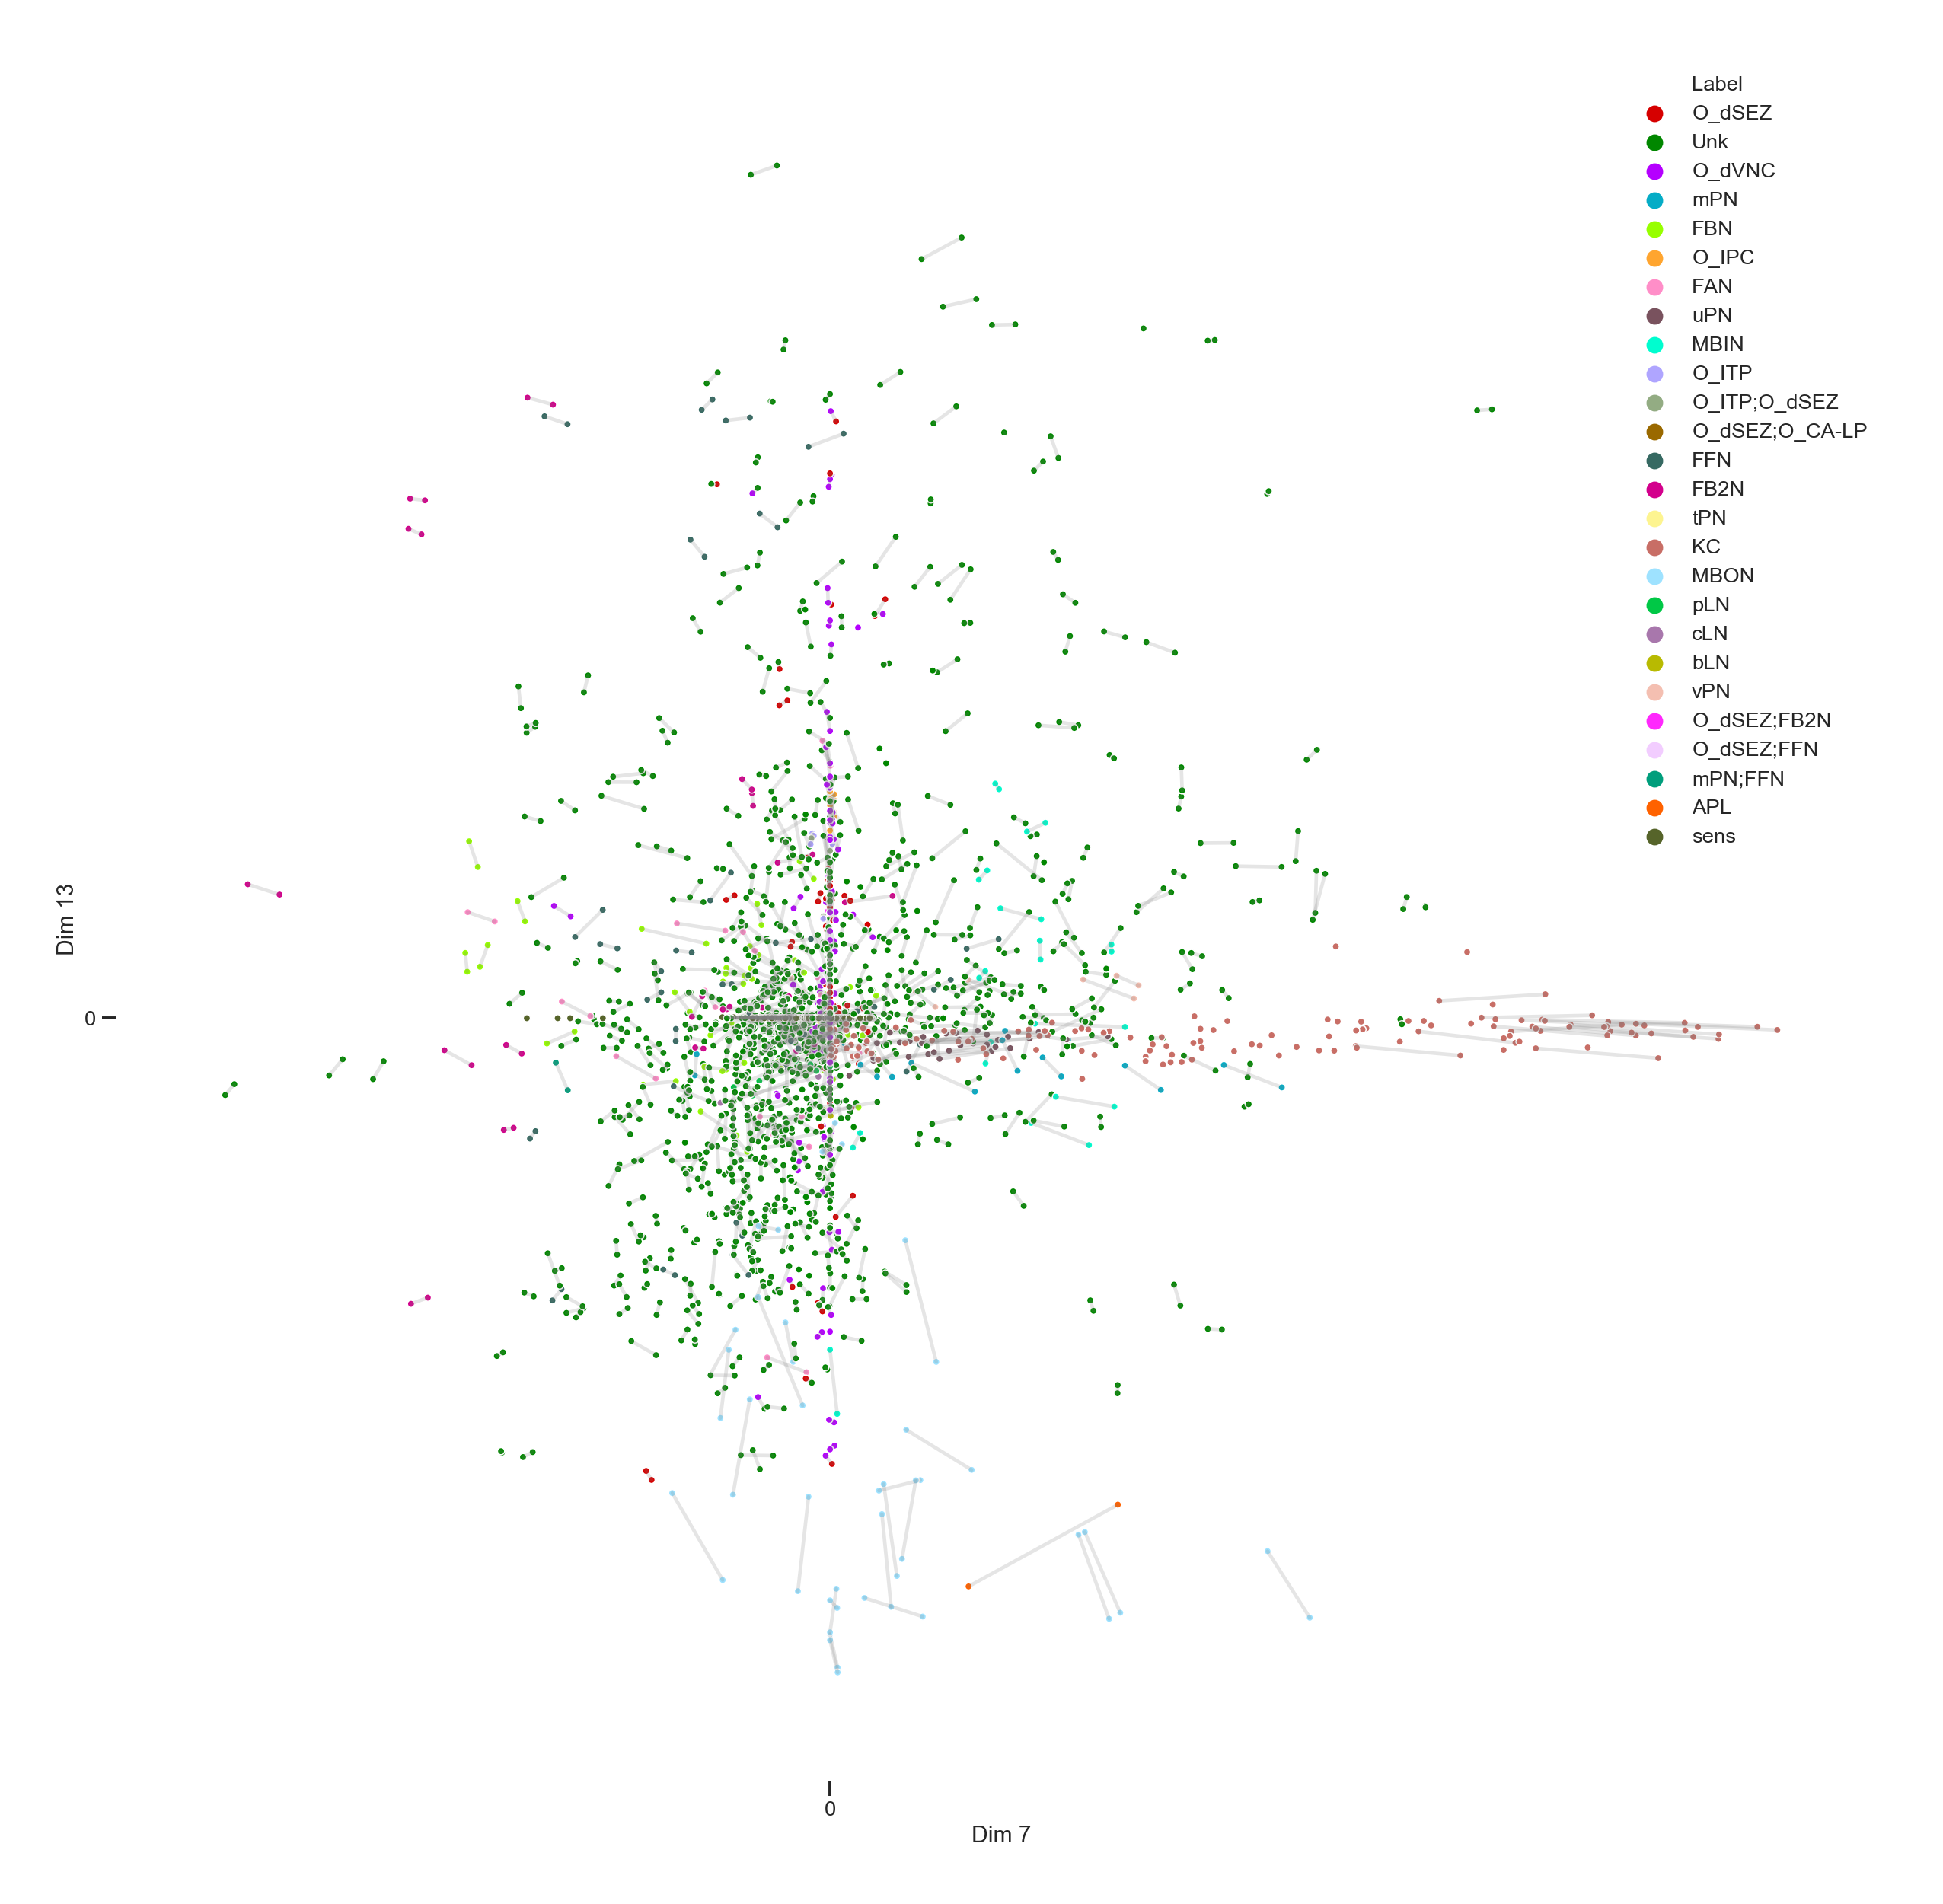 Label
O_dSEZ
Unk
O_dVNC
mPN
FBN
O_IPC
FAN
uPN
MBIN
O_ITP
O_ITP;O_dSEZ
O_dSEZ;O_CA-LP
FFN
FB2N
tPN
KC
MBON
pLN
cLN
bLN
vPN
O_dSEZ;FB2N
O_dSEZ;FFN
mPN;FFN
APL
sens
Dim 13
0
0
Dim 7